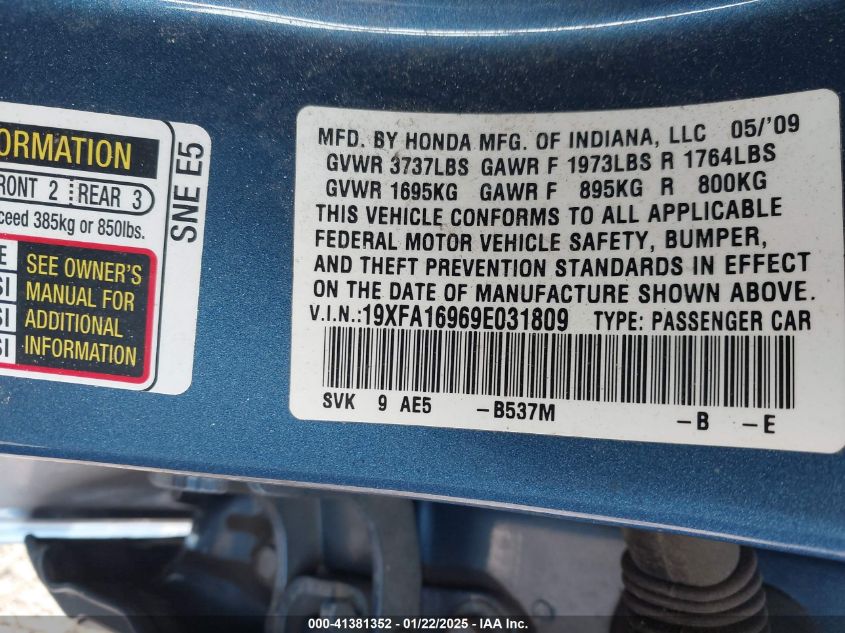 ORMATION
RONT 2 REAR 3
ceed 385kg or 850lbs.
SEE OWNER'S
MANUAL FOR
ADDITIONAL
INFORMATION
E
SI
SI
SI
SNE E5
MFD. BY HONDA MFG. OF INDIANA, LLC 05/'09
GVWR 3737LBS GAWR F 1973LBS R 1764LBS
GVWR 1695KG GAWR F 895KG R 800KG
THIS VEHICLE CONFORMS TO ALL APPLICABLE
FEDERAL MOTOR VEHICLE SAFETY, BUMPER,
AND THEFT PREVENTION STANDARDS IN EFFECT
ON THE DATE OF MANUFACTURE SHOWN ABOVE.
V.I.N.:19XFA16969E031809 TYPE: PASSENGER CAR
SVK 9 AE5 -B537M -B -E
000-41381352 - 01/22/2025 - IAA Inc.